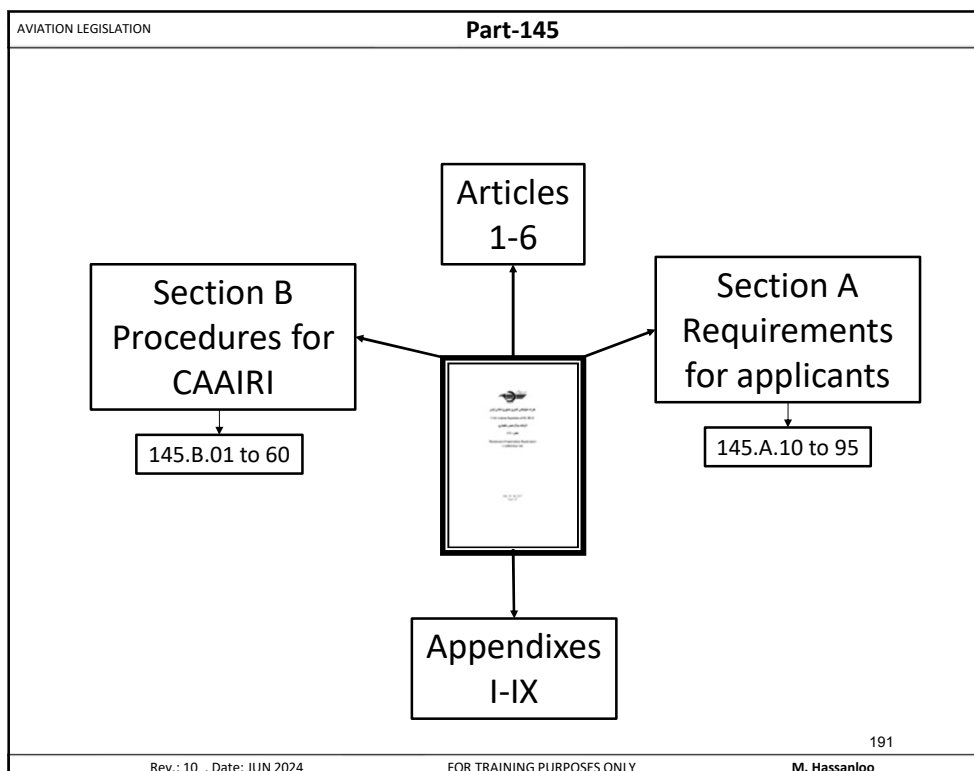 AVIATION LEGISLATION
Part-145
Articles
1-6
Section B
Procedures for
CAAIRI
145.B.01 to 60
Section A
Requirements
for applicants
145.A.10 to 95
Appendixes
I-IX
191
Rev.: 10 , Date: JUN 2024
FOR TRAINING PURPOSES ONLY
M. Hassanloo